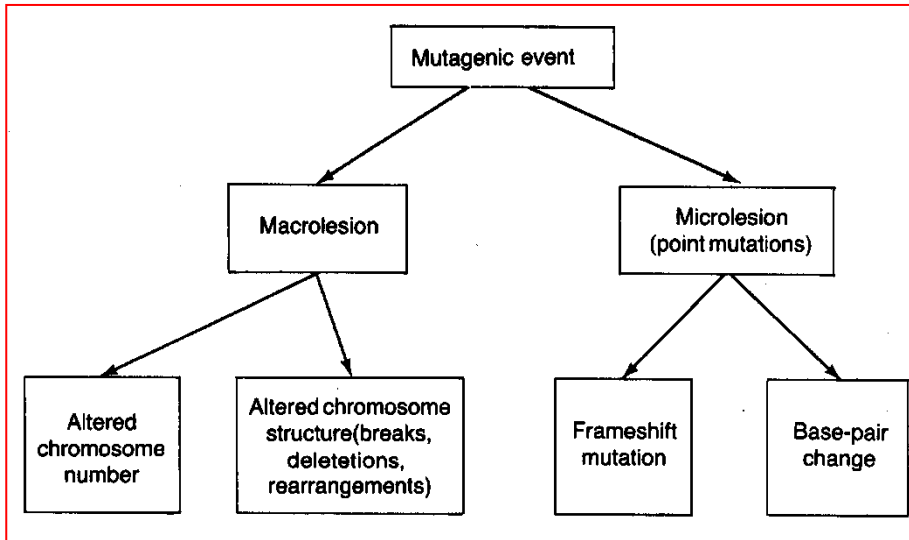 Mutagenic event
Macrolesion
Microlesion
(point mutations)
Altered
chromosome
number
Altered chromosome
structure(breaks,
deletetions,
rearrangements)
Frameshift
mutation
Base-pair
change